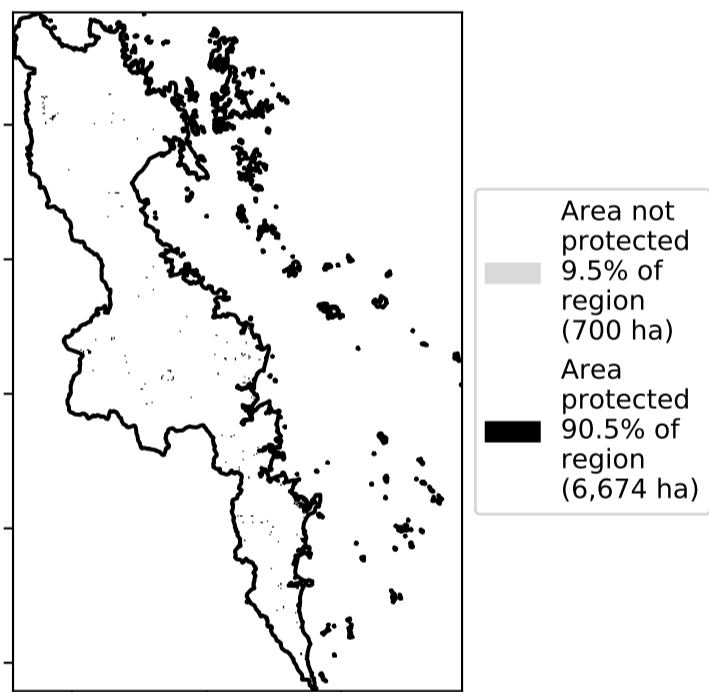 Area not
protected
9.5% of
region
(700 ha)
Area
protected
90.5% of
region
(6,674 ha)